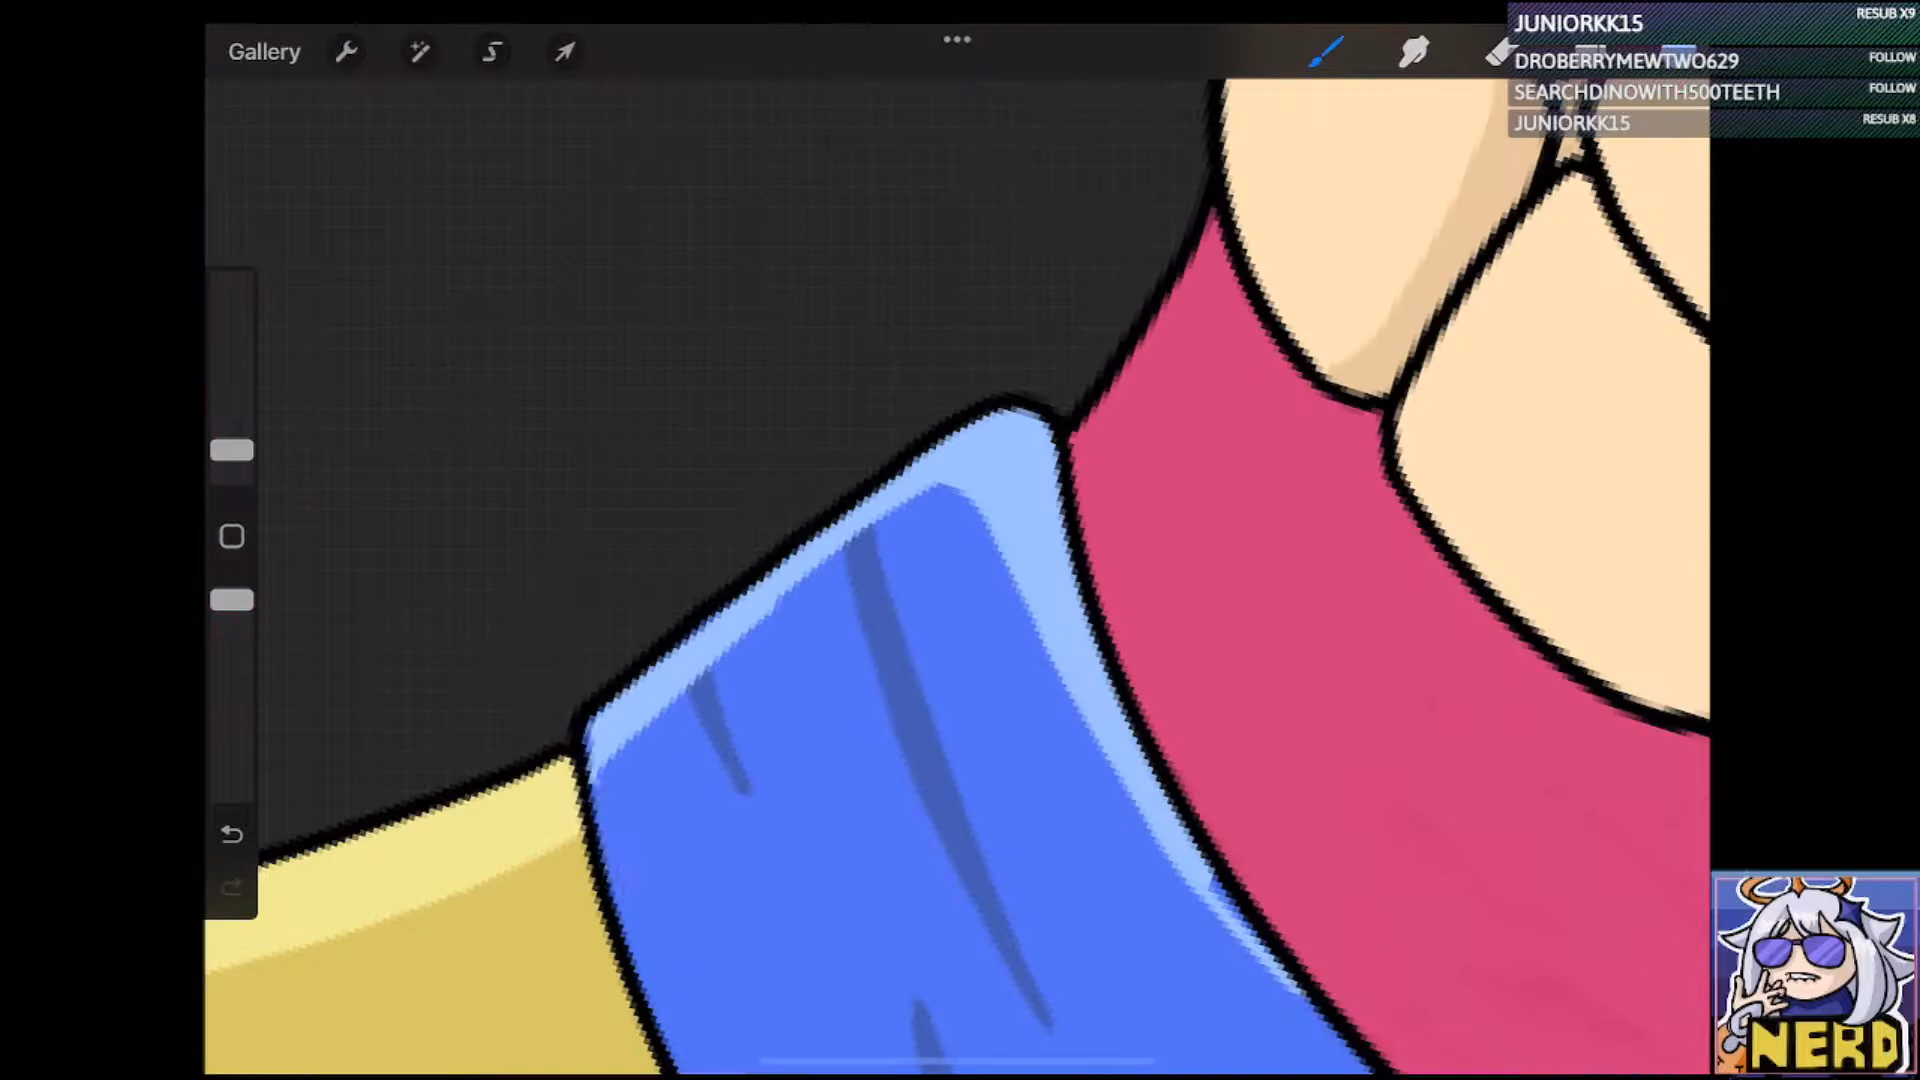 Gallery
JUNIORKK15 RESUB X9
DROBERRYMEWTWO629 FOLLOW
SEARCHDINOWITH500TEETH FOLLOW
JUNIORKK15 RESUB X8
NERD